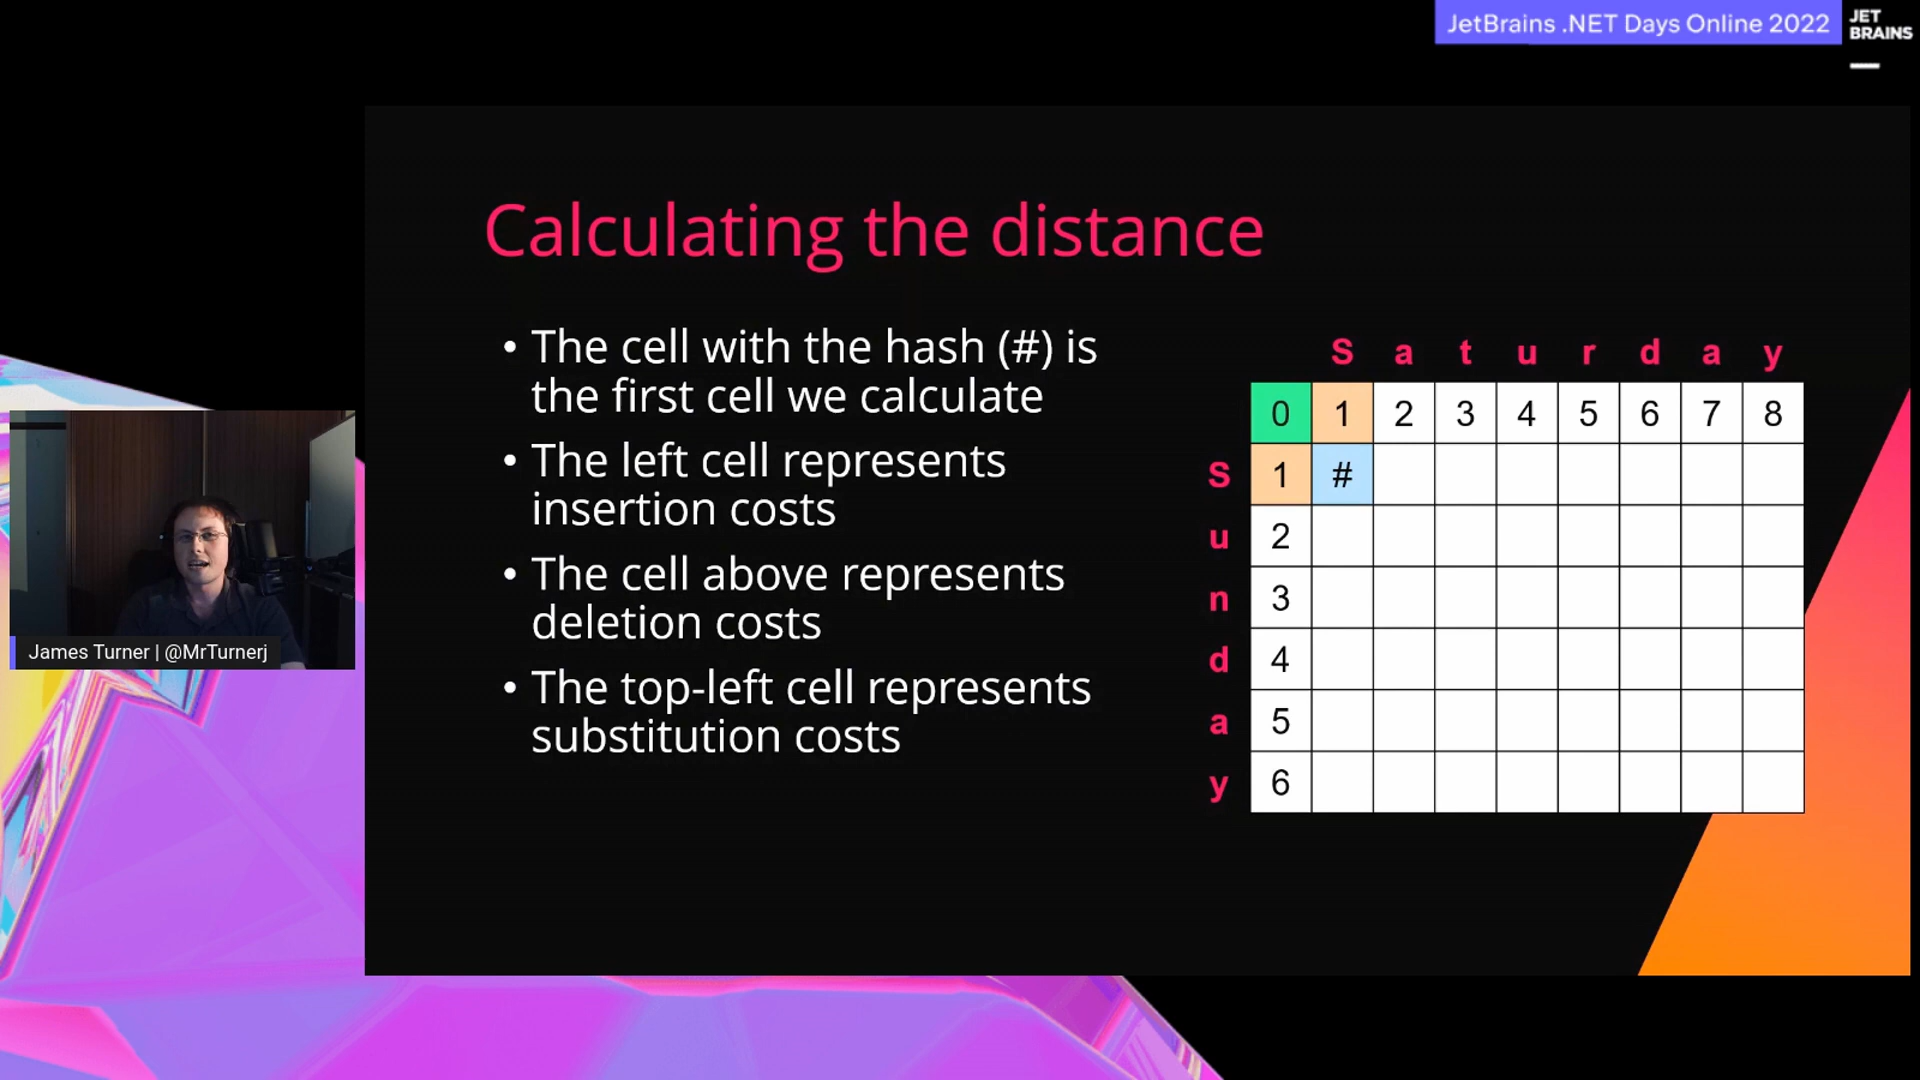 JetBrains .NET Days Online 2022
JET
BRAINS
Calculating the distance
• The cell with the hash (#) is
the first cell we calculate
• The left cell represents
insertion costs
• The cell above represents
deletion costs
• The top-left cell represents
substitution costs
S a t u r d a y
0 1 2 3 4 5 6 7 8
S 1 #
u 2
n 3
d 4
a 5
y 6
James Turner | @MrTurnerj